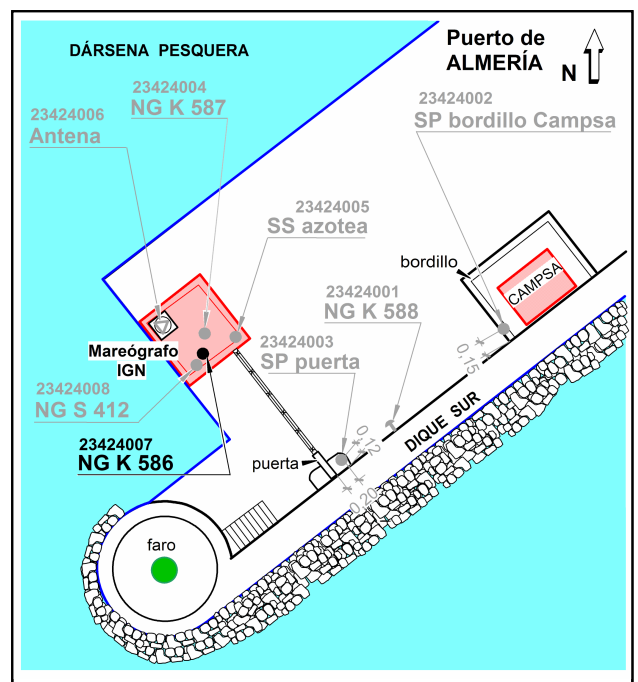 DÁRSENA PESQUERA
Puerto de
ALMERÍA
N
23424004
NG K 587
23424006
Antena
23424002
SP bordillo Campsa
23424005
SS azotea
bordillo
CAMPSA
23424001
NG K 588
23424003
SP puerta
Mareógrafo
IGN
23424008
NG S 412
0,15
DIQUE SUR
0,12
23424007
NG K 586
puerta
0,20
faro